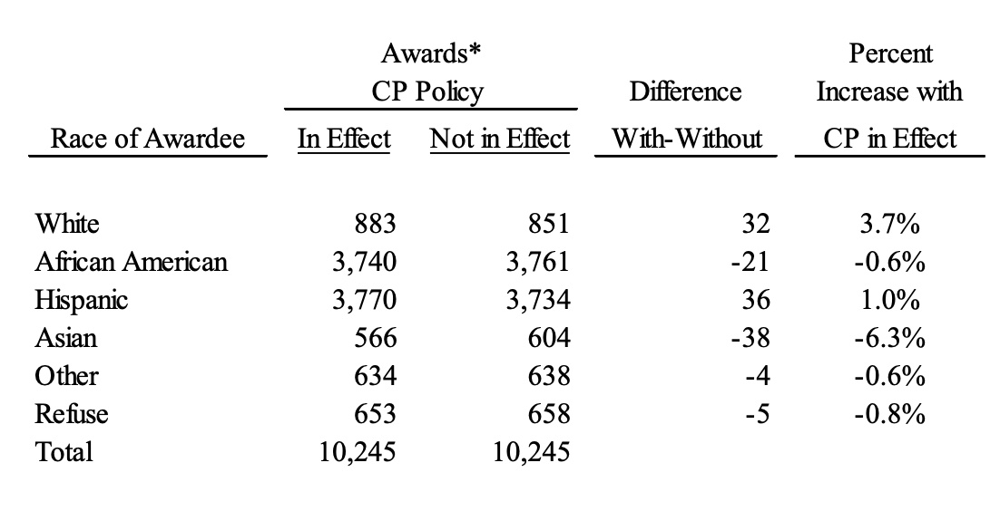 Awards*
Percent
CP Policy
Difference
Increase with
Race of Awardee In Effect Not in Effect With-Without CP in Effect
White 883 851 32 3.7%
African American 3,740 3,761 -21 -0.6%
Hispanic 3,770 3,734 36 1.0%
Asian 566 604 -38 -6.3%
Other 634 638 -4 -0.6%
Refuse 653 658 -5 -0.8%
Total 10,245 10,245